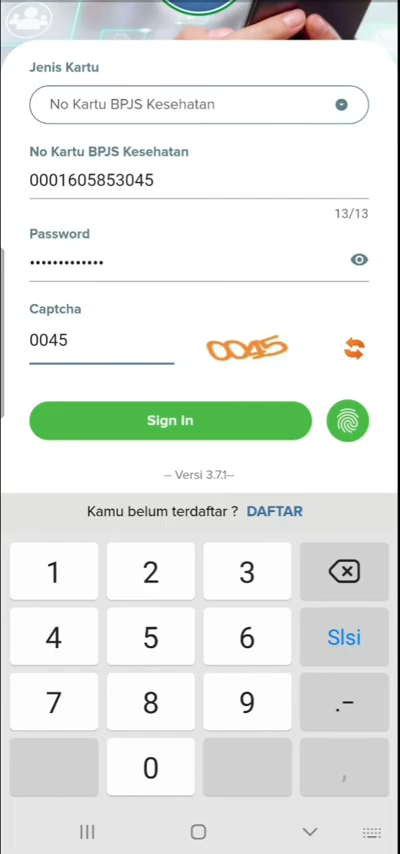 Jenis Kartu
No Kartu BPJS Kesehatan
No Kartu BPJS Kesehatan
0001605853045
13/13
Password
•••••••••••••
Captcha
0045
0045
Sign In
-- Versi 3.7.1--
Kamu belum terdaftar ? DAFTAR
1 2 3
4 5 6 Slsi
7 8 9 .-
0 ,